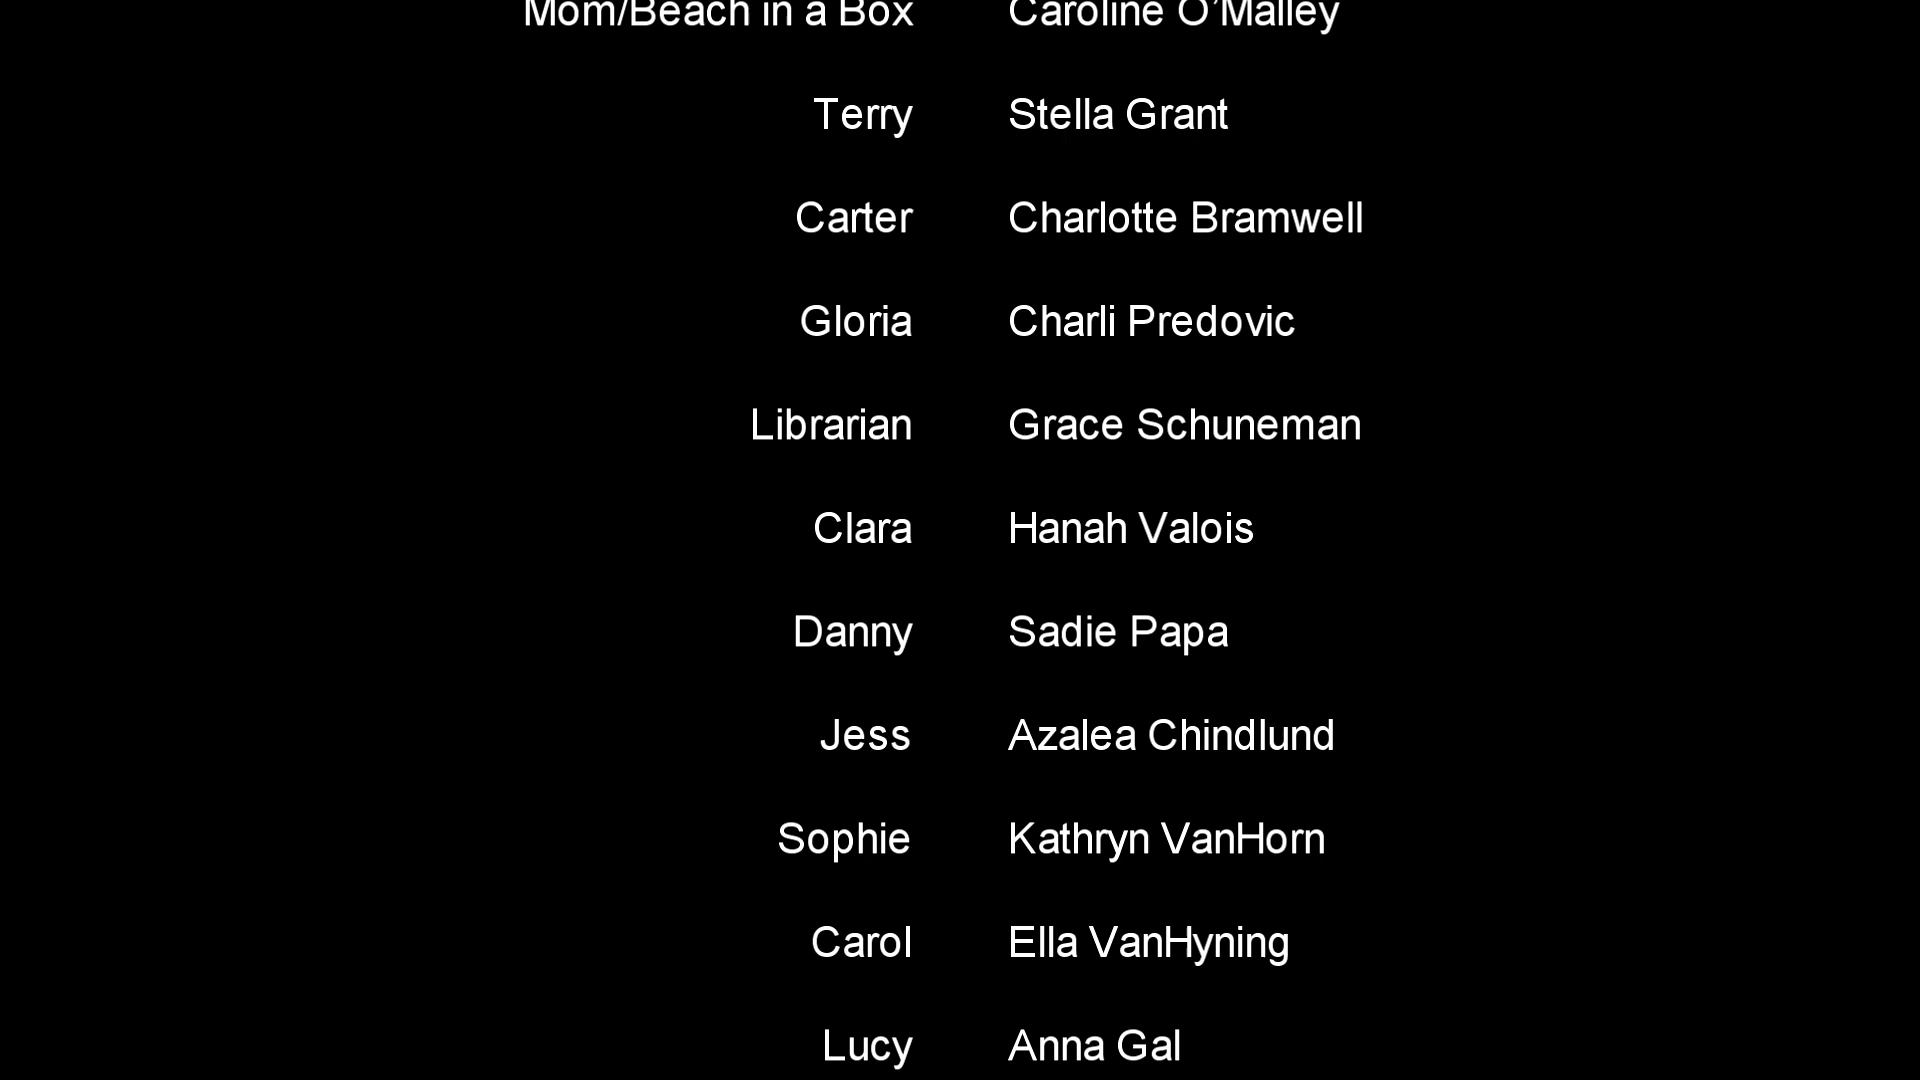 Mom/Beach in a Box Caroline O’Malley
Terry Stella Grant
Carter Charlotte Bramwell
Gloria Charli Predovic
Librarian Grace Schuneman
Clara Hanah Valois
Danny Sadie Papa
Jess Azalea Chindlund
Sophie Kathryn VanHorn
Carol Ella VanHyning
Lucy Anna Gal